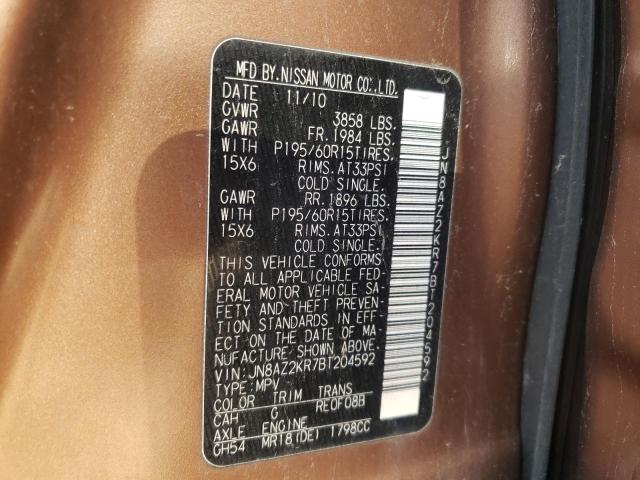 MFD BY. NISSAN MOTOR CO., LTD.
DATE 11/10
GVWR 3858 LBS.
GAWR FR. 1984 LBS.
WITH P195/60R15TIRES.
15X6 RIMS. AT33PSI
COLD SINGLE.
GAWR RR. 1896 LBS.
WITH P195/60R15TIRES.
15X6 RIMS. AT33PSI
COLD SINGLE.
THIS VEHICLE CONFORMS
TO ALL APPLICABLE FED-
ERAL MOTOR VEHICLE SA-
FETY AND THEFT PREVEN-
TION STANDARDS IN EFF-
ECT ON THE DATE OF MA-
NUFACTURE SHOWN ABOVE.
VIN: JN8AZ2KR7BT204592
TYPE: MPV
COLOR TRIM TRANS
CAH G RE0F08B
AXLE ENGINE
GH54 MR18(DE) 1798CC
JN8AZ2KR7BT204592